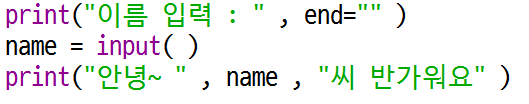 print("이름 입력 : " , end="" )
name = input( )
print("안녕~ " , name , "씨 반가워요" )